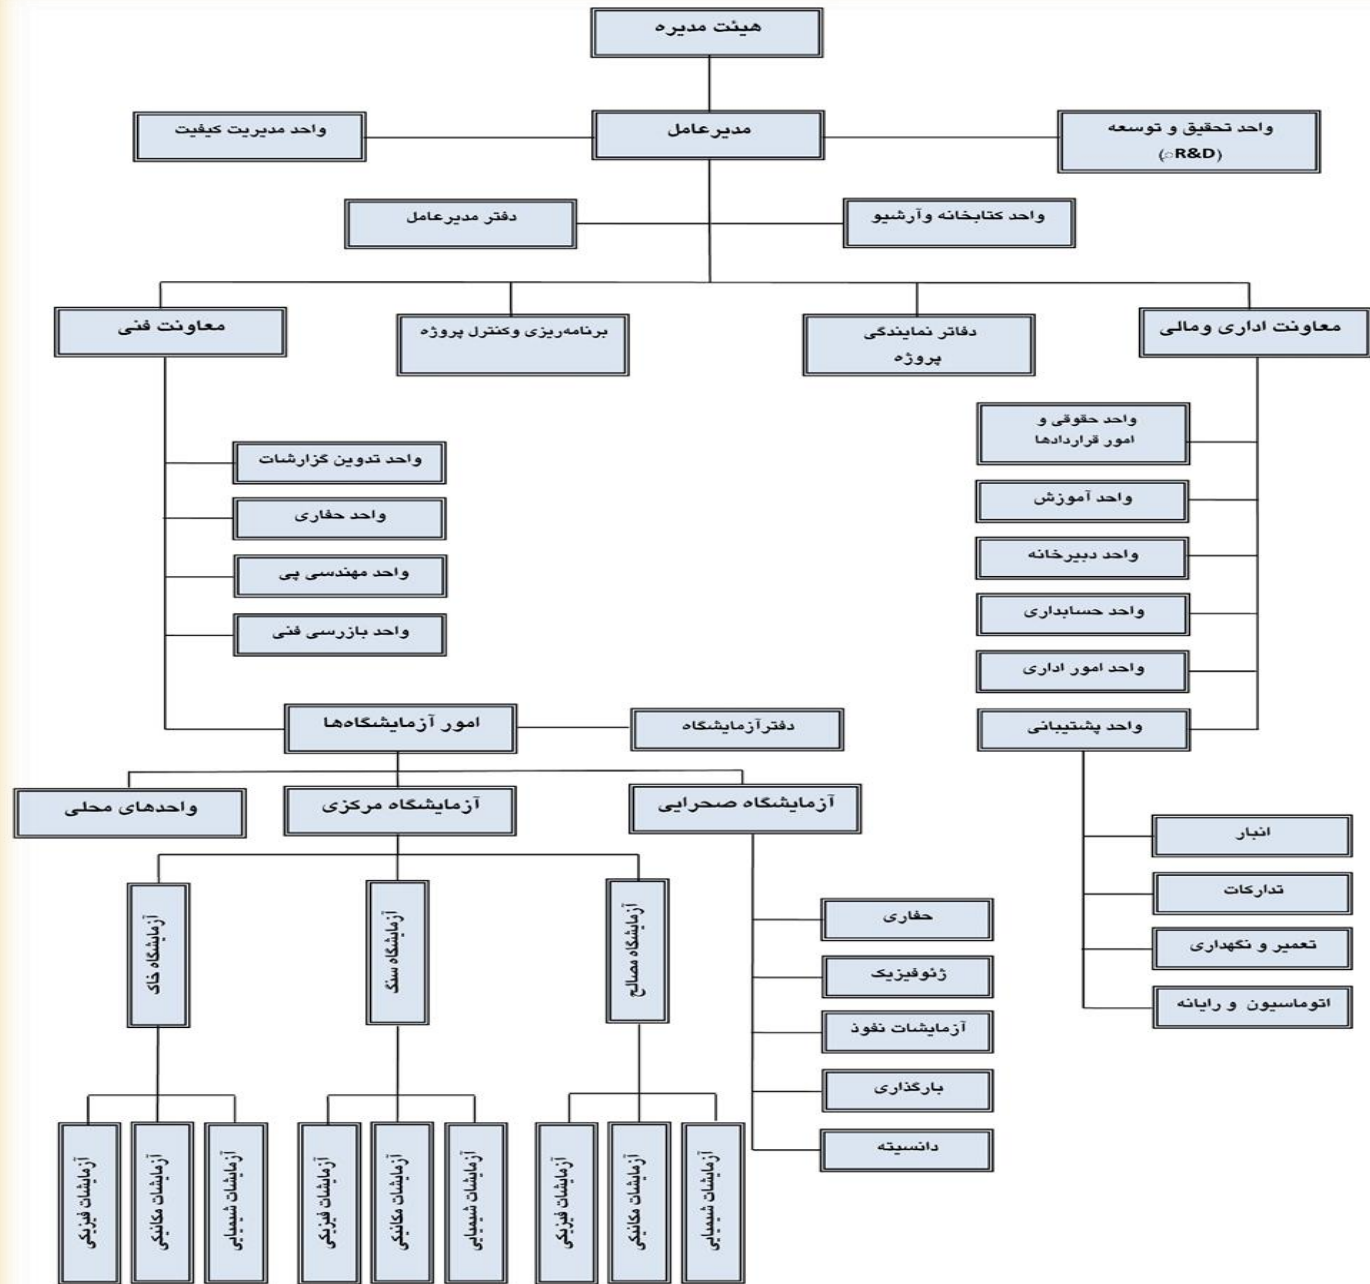 هیئت مدیره
مدیرعامل
واحد تحقیق و توسعه
(R&D)
واحد مدیریت کیفیت
واحد کتابخانه وآرشیو
دفتر مدیرعامل
معاونت اداری ومالی
دفاتر نمایندگی
پروژه
برنامه‌ریزی وکنترل پروژه
معاونت فنی
واحد حقوقی و
امور قراردادها
واحد آموزش
واحد دبیرخانه
واحد حسابداری
واحد امور اداری
واحد پشتیبانی
انبار
تدارکات
تعمیر و نگهداری
اتوماسیون و رایانه
واحد تدوین گزارشات
واحد حفاری
واحد مهندسی پی
واحد بازرسی فنی
امور آزمایشگاه‌ها
دفترآزمایشگاه
آزمایشگاه صحرایی
آزمایشگاه مرکزی
واحدهای محلی
حفاری
ژئوفیزیک
آزمایشات نفوذ
بارگذاری
دانسیته
آزمایشگاه مصالح
آزمایشگاه سنگ
آزمایشگاه خاک
آزمایشات شیمیایی
آزمایشات مکانیکی
آزمایشات فیزیکی
آزمایشات شیمیایی
آزمایشات مکانیکی
آزمایشات فیزیکی
آزمایشات شیمیایی
آزمایشات مکانیکی
آزمایشات فیزیکی